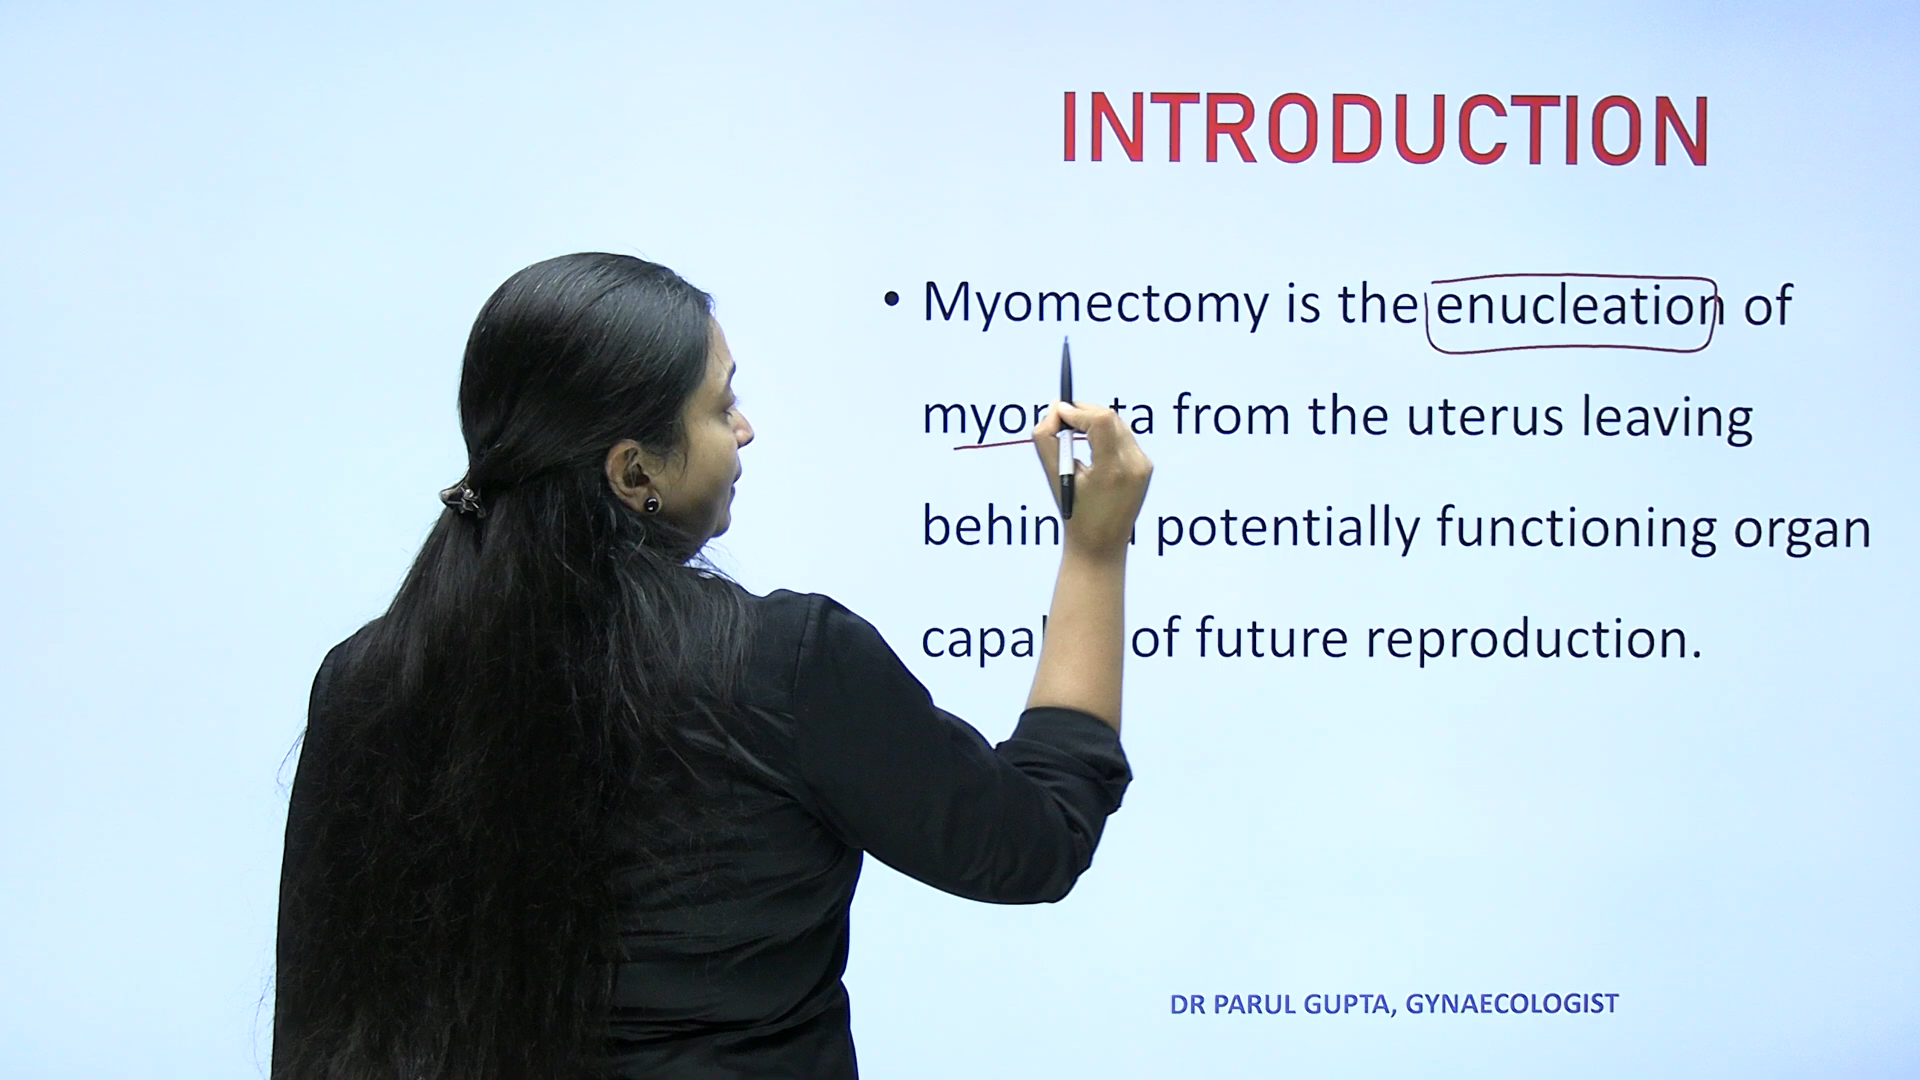 INTRODUCTION
• Myomectomy is the enucleation of
from the uterus leaving
potentially functioning organ
of future reproduction.
DR PARUL GUPTA, GYNAECOLOGIST